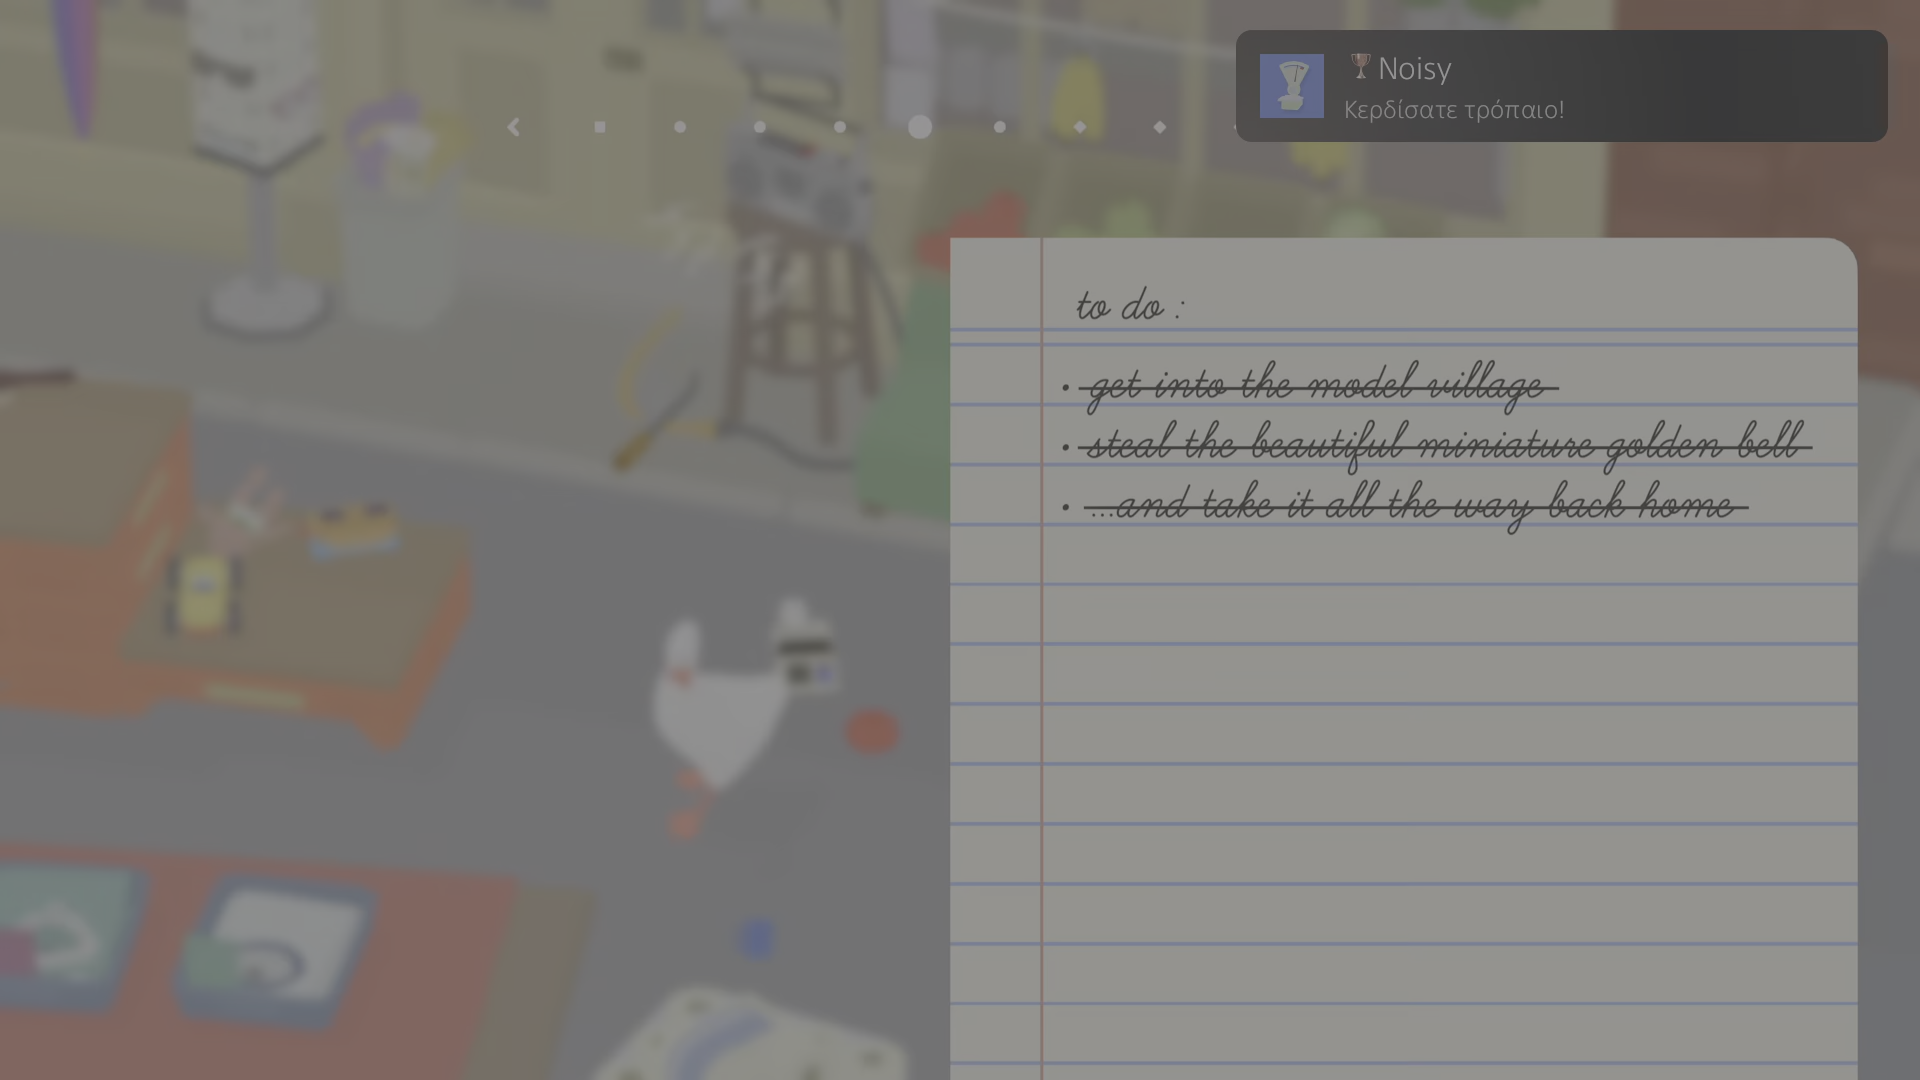 Noisy
Κερδίσατε τρόπαιο!
to do :
• get into the model village
• steal the beautiful miniature golden bell
• ...and take it all the way back home